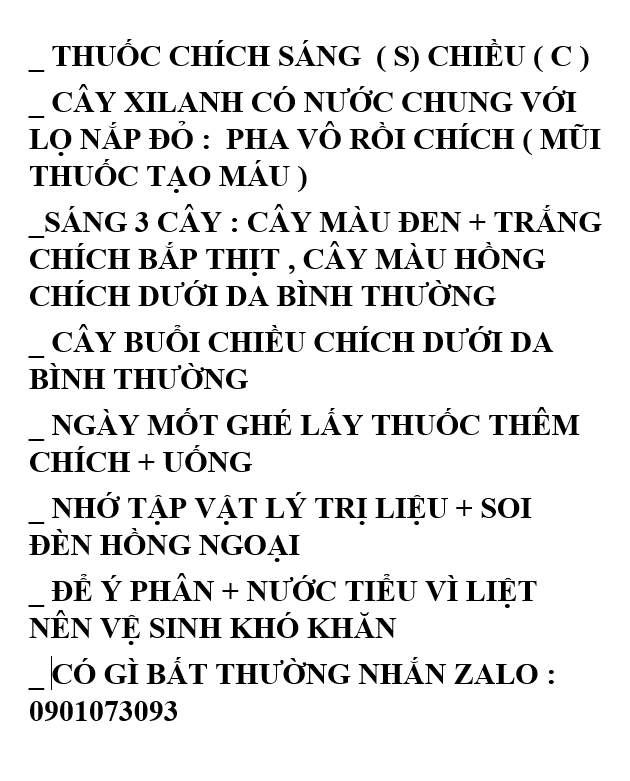 _ THUỐC CHÍCH SÁNG  ( S) CHIỀU ( C )
_ CÂY XILANH CÓ NƯỚC CHUNG VỚI
LỌ NẮP ĐỎ :  PHA VÔ RỒI CHÍCH ( MŨI
THUỐC TẠO MÁU )
_SÁNG 3 CÂY : CÂY MÀU ĐEN + TRẮNG
CHÍCH BẮP THỊT , CÂY MÀU HỒNG
CHÍCH DƯỚI DA BÌNH THƯỜNG
_ CÂY BUỔI CHIỀU CHÍCH DƯỚI DA
BÌNH THƯỜNG
_ NGÀY MỐT GHÉ LẤY THUỐC THÊM
CHÍCH + UỐNG
_ NHỚ TẬP VẬT LÝ TRỊ LIỆU + SOI
ĐÈN HỒNG NGOẠI
_ ĐỂ Ý PHÂN + NƯỚC TIỂU VÌ LIỆT
NÊN VỆ SINH KHÓ KHĂN
_ CÓ GÌ BẤT THƯỜNG NHẮN ZALO :
0901073093